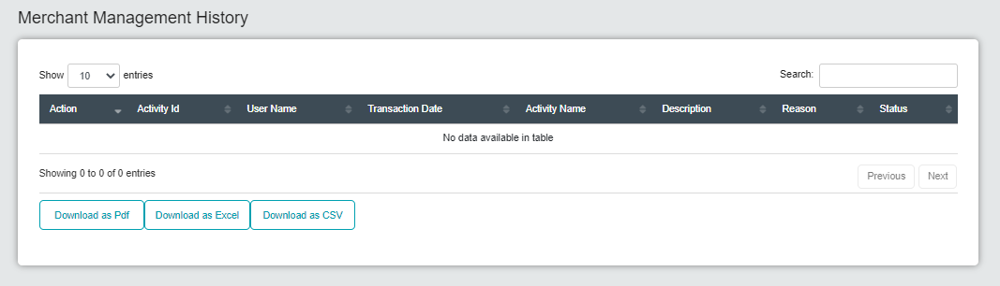 Merchant Management History
Show 10 entries Search:
Action Activity Id User Name Transaction Date Activity Name Description Reason Status
No data available in table
Showing 0 to 0 of 0 entries Previous Next
Download as Pdf Download as Excel Download as CSV